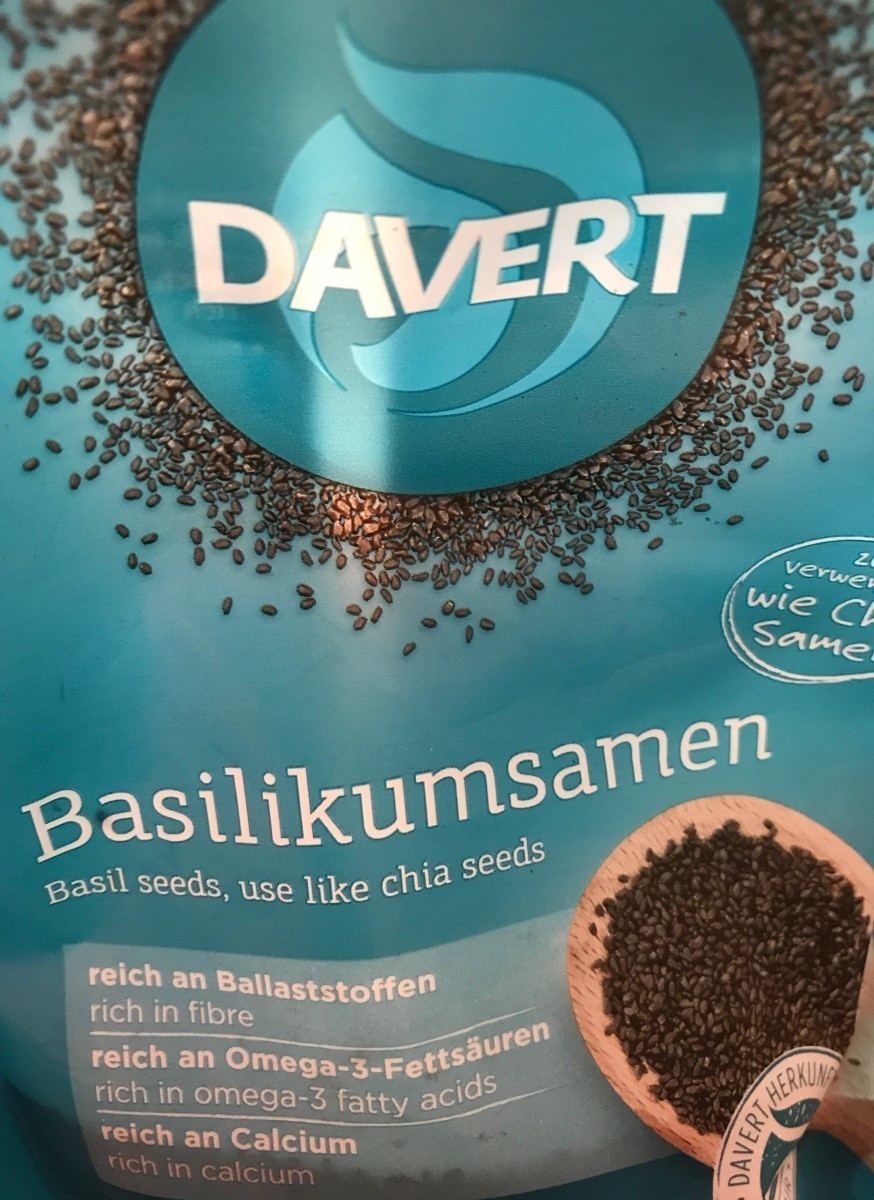 DAVERT
wie
Basilikumsamen
Basil seeds, use like chia seeds
reich an Ballaststoffen
rich in fibre
reich an Omega-3-Fettsäuren
rich in omega-3 fatty acids
reich an Calcium
rich in calcium
DAVERT